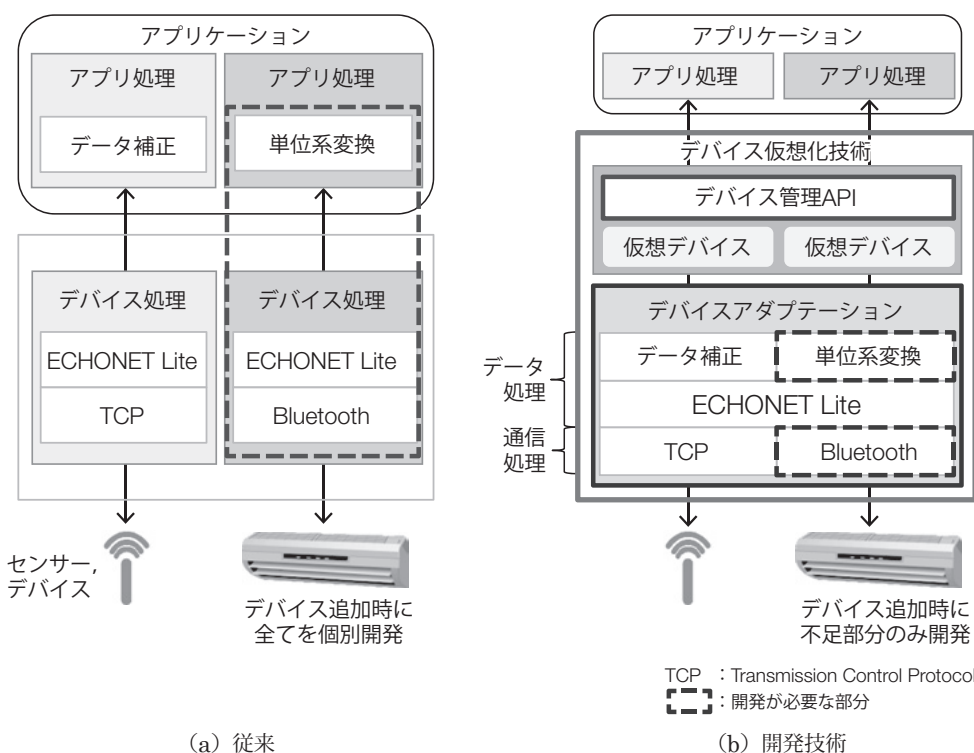 アプリケーション
アプリ処理
アプリ処理
データ補正
単位系変換
デバイス処理
デバイス処理
ECHONET Lite
ECHONET Lite
TCP
Bluetooth
センサー,
デバイス
デバイス追加時に
全てを個別開発
(a) 従来
アプリケーション
アプリ処理
アプリ処理
デバイス仮想化技術
デバイス管理API
仮想デバイス
仮想デバイス
デバイスアダプテーション
データ
処理
データ補正
単位系変換
ECHONET Lite
通信
処理
TCP
Bluetooth
デバイス追加時に
不足部分のみ開発
TCP :Transmission Control Protocol
:開発が必要な部分
(b) 開発技術